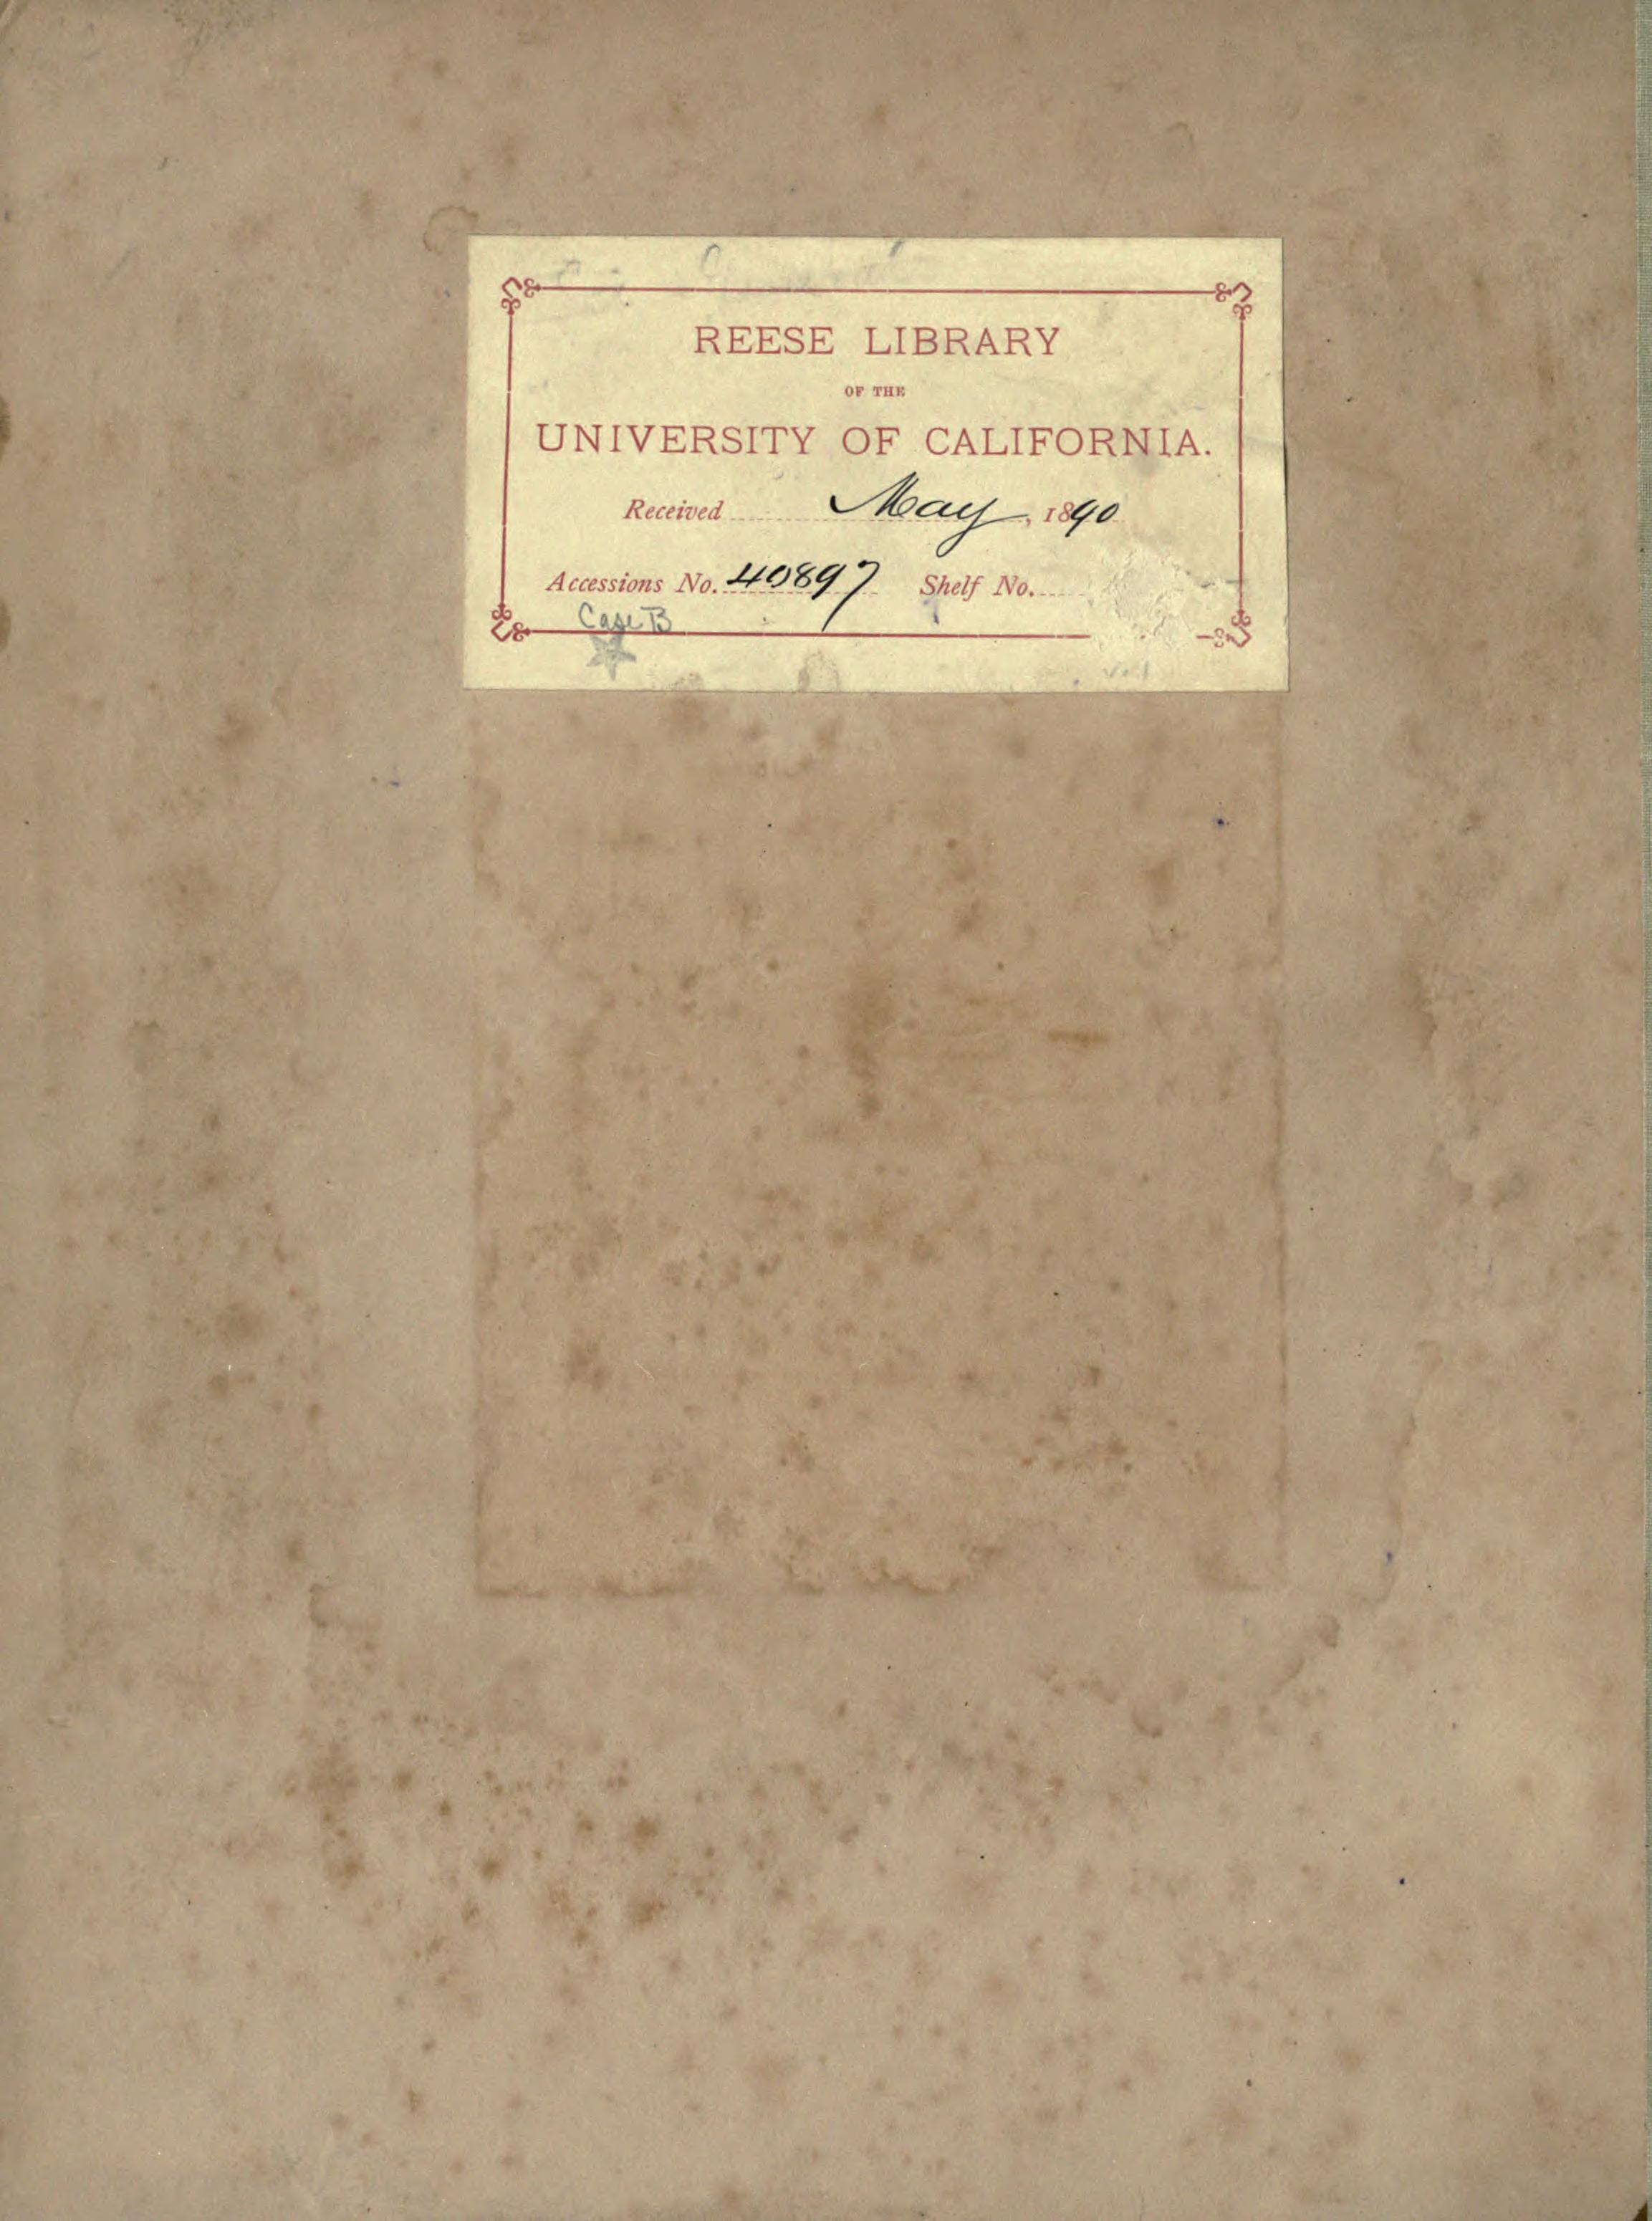 REESE LIBRARY
OF THE
UNIVERSITY OF CALIFORNIA.
Received May, 1890
Accessions No. 40897 Shelf No.
Case B